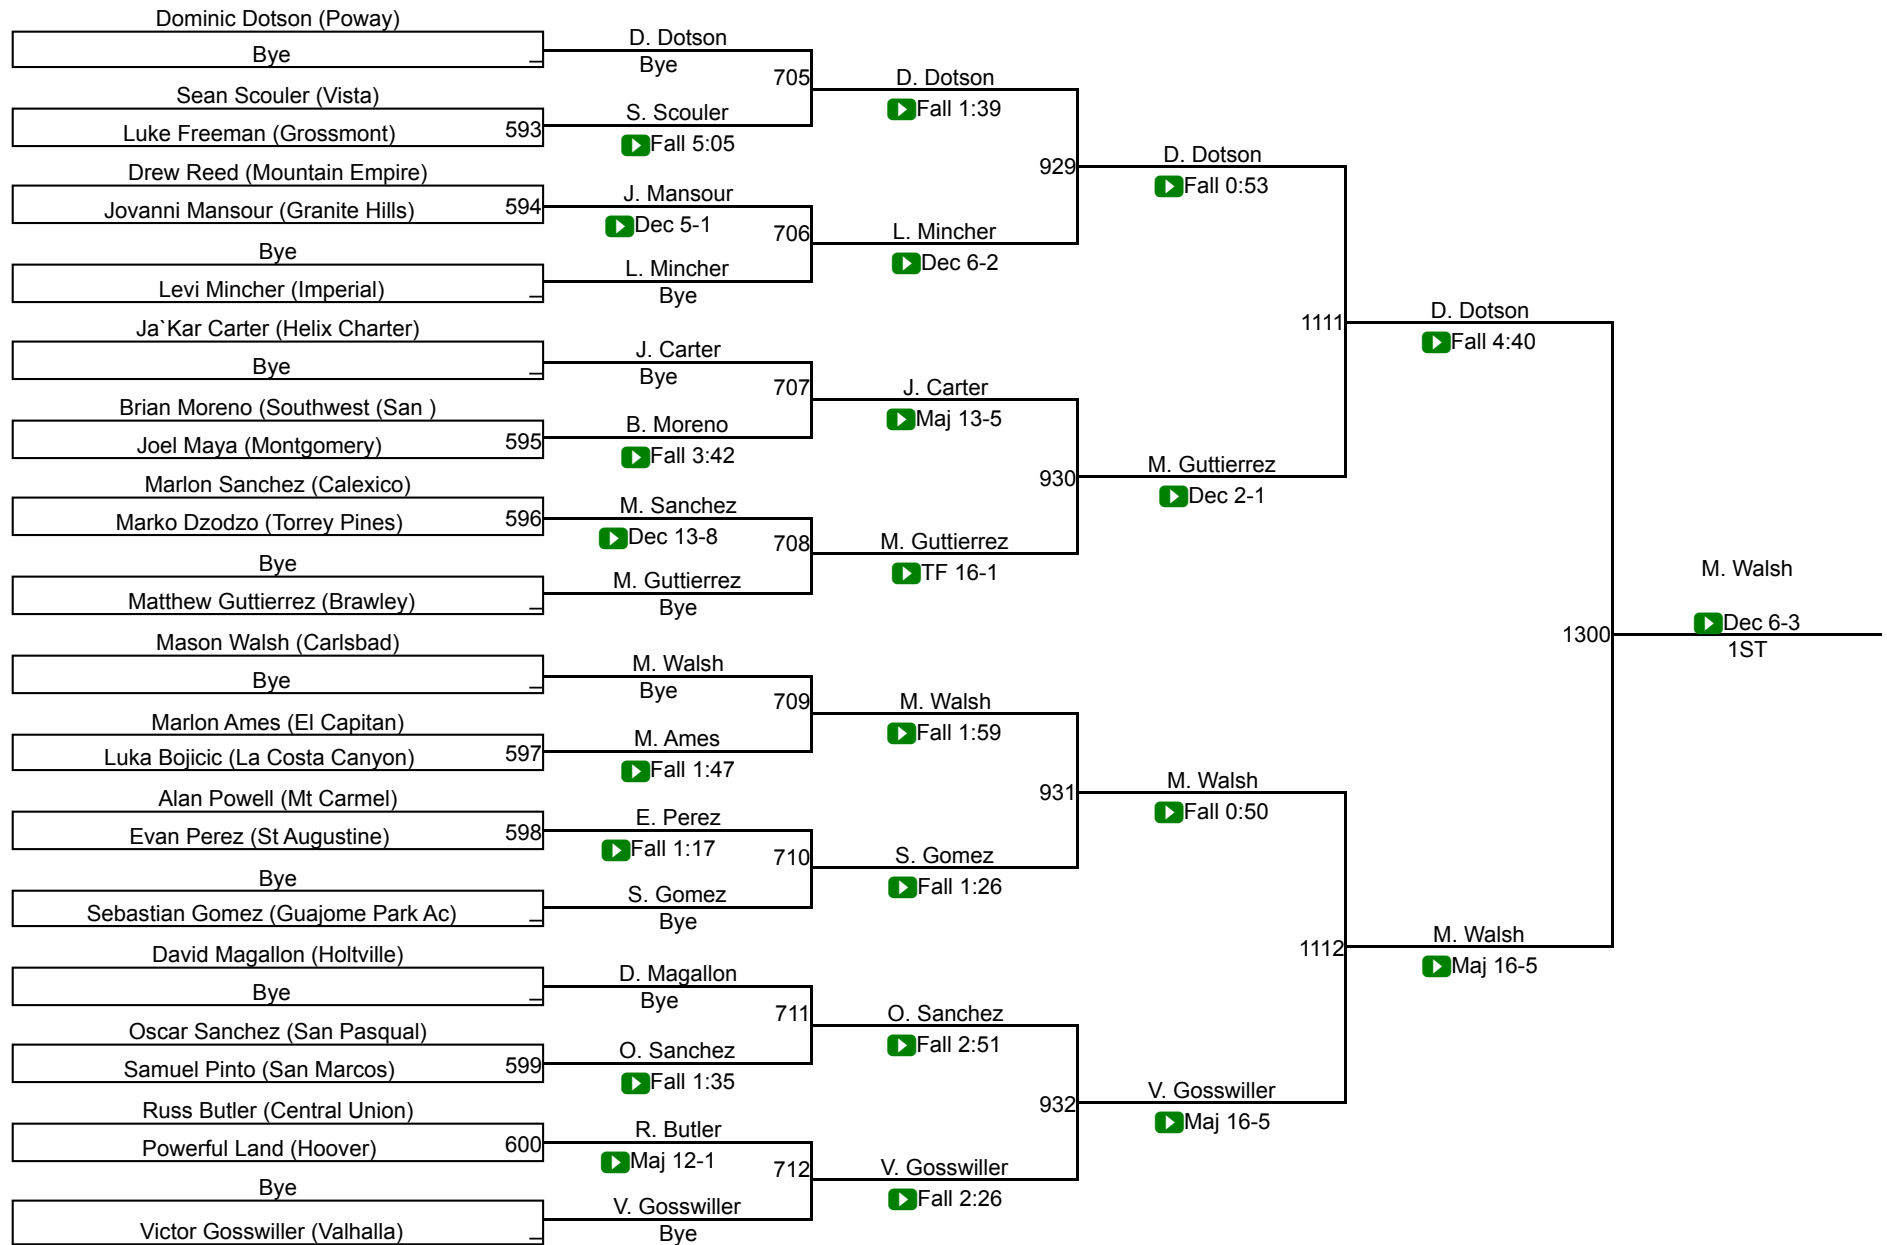 Dominic Dotson (Poway)
Bye
Sean Scouler (Vista)
Luke Freeman (Grossmont) 593
Drew Reed (Mountain Empire)
Jovanni Mansour (Granite Hills) 594
Bye
Levi Mincher (Imperial)
Ja`Kar Carter (Helix Charter)
Bye
Brian Moreno (Southwest (San )
Joel Maya (Montgomery) 595
Marlon Sanchez (Calexico)
Marko Dzodzo (Torrey Pines) 596
Bye
Matthew Guttierrez (Brawley)
Mason Walsh (Carlsbad)
Bye
Marlon Ames (El Capitan)
Luka Bojicic (La Costa Canyon) 597
Alan Powell (Mt Carmel)
Evan Perez (St Augustine) 598
Bye
Sebastian Gomez (Guajome Park Ac)
David Magallon (Holtville)
Bye
Oscar Sanchez (San Pasqual)
Samuel Pinto (San Marcos) 599
Russ Butler (Central Union)
Powerful Land (Hoover) 600
Bye
Victor Gosswiller (Valhalla)
D. Dotson
Bye
705
S. Scouler
Fall 5:05
J. Mansour
Dec 5-1
706
L. Mincher
Bye
J. Carter
Bye
707
B. Moreno
Fall 3:42
M. Sanchez
Dec 13-8
708
M. Guttierrez
Bye
M. Walsh
Bye
709
M. Ames
Fall 1:47
E. Perez
Fall 1:17
710
S. Gomez
Bye
D. Magallon
Bye
711
O. Sanchez
Fall 1:35
R. Butler
Maj 12-1
712
V. Gosswiller
Bye
D. Dotson
Fall 1:39
929
L. Mincher
Dec 6-2
J. Carter
Maj 13-5
930
M. Guttierrez
TF 16-1
M. Walsh
Fall 1:59
931
S. Gomez
Fall 1:26
O. Sanchez
Fall 2:51
932
V. Gosswiller
Fall 2:26
D. Dotson
Fall 0:53
1111
M. Guttierrez
Dec 2-1
M. Walsh
Fall 0:50
1112
V. Gosswiller
Maj 16-5
D. Dotson
Fall 4:40
1300
M. Walsh
Maj 16-5
M. Walsh
Dec 6-3
1ST